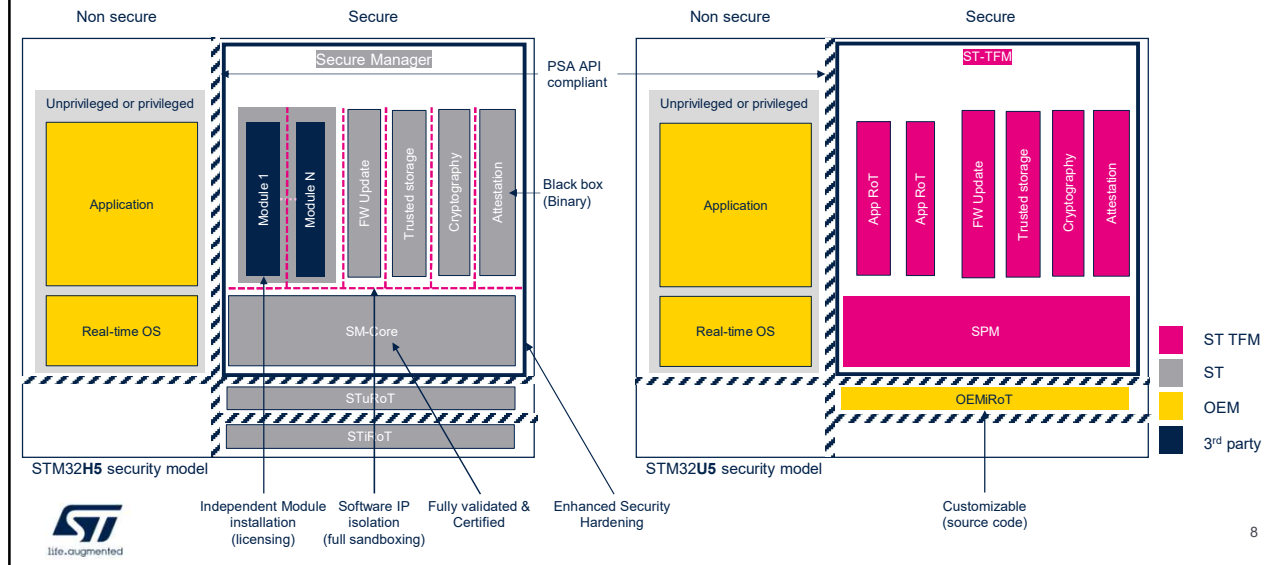 Non secure
Secure
Secure Manager
Unprivileged or privileged
Application
Real-time OS
Module 1
Module N
FW Update
Trusted storage
Cryptography
Attestation
SM-Core
STuRoT
STiRoT
STM32H5 security model
PSA API
compliant
Black box
(Binary)
Independent Module
installation
(licensing)
Software IP
isolation
(full sandboxing)
Fully validated &
Certified
Enhanced Security
Hardening
Non secure
Secure
ST-TFM
Unprivileged or privileged
Application
Real-time OS
App RoT
App RoT
FW Update
Trusted storage
Cryptography
Attestation
SPM
OEMiRoT
STM32U5 security model
Customizable
(source code)
ST TFM
ST
OEM
3rd party
ST
life.augmented
8